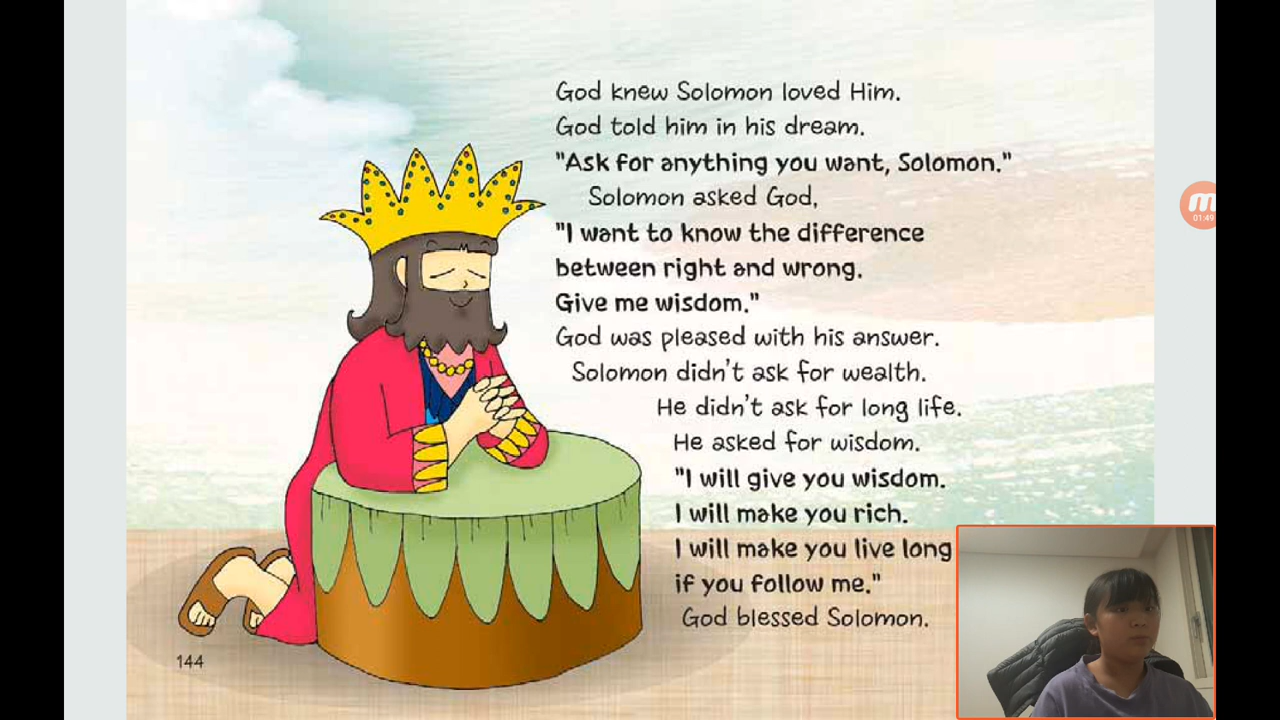 God knew Solomon loved Him.
God told him in his dream.
"Ask for anything you want, Solomon."
Solomon asked God,
"I want to know the difference
between right and wrong.
Give me wisdom."
God was pleased with his answer.
Solomon didn't ask for wealth.
He didn't ask for long life.
He asked for wisdom.
"I will give you wisdom.
I will make you rich.
I will make you live long
if you follow me."
God blessed Solomon.
144
01:49